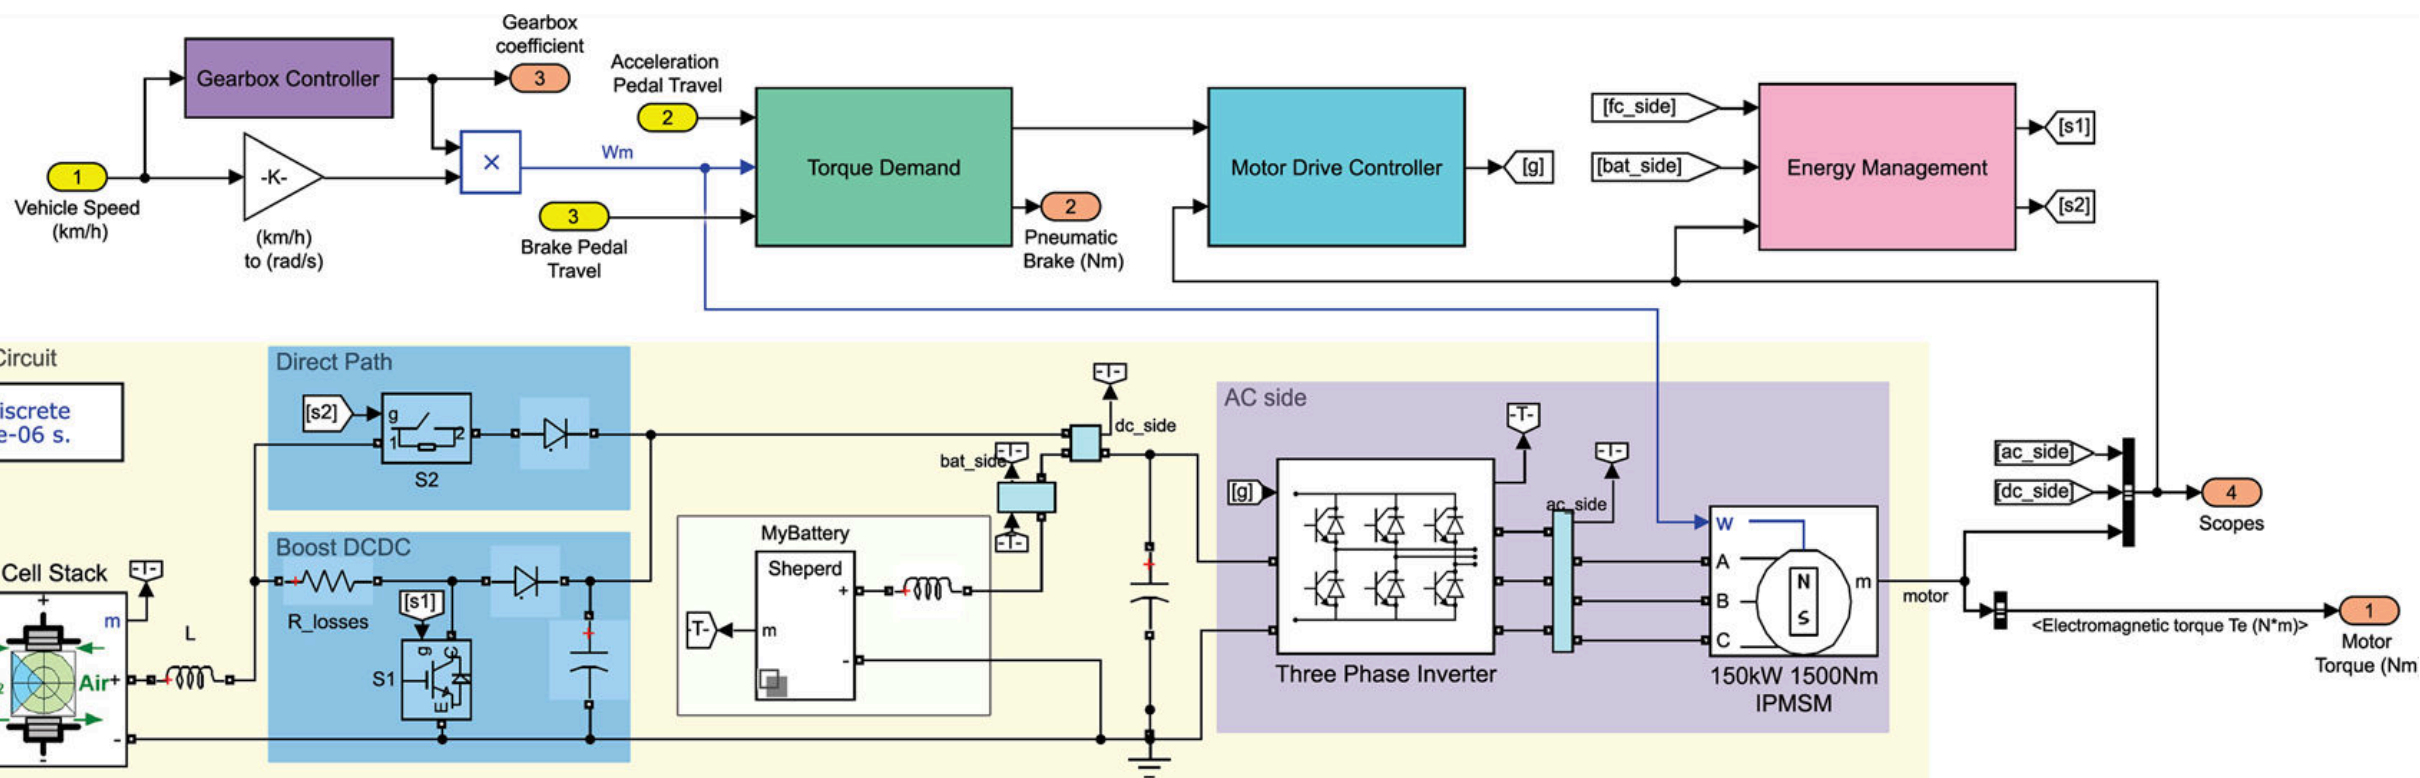 Gearbox
coefficient
Gearbox Controller
3
Acceleration
Pedal Travel
2
[fc_side]
[s1]
-K-
×
Wm
Torque Demand
Motor Drive Controller
[g]
[bat_side]
Energy Management
1
Vehicle Speed
(km/h)
(km/h)
to (rad/s)
3
Brake Pedal
Travel
2
Pneumatic
Brake (Nm)
[s2]
Circuit
iscrete
e-06 s.
Direct Path
[s2]
g
1
2
S2
-T-
dc_side
bat_side
-T-
-T-
AC side
-T-
-T-
[g]
ac_side
[ac_side]
[dc_side]
4
Scopes
Boost DCDC
Cell Stack
-T-
+
m
L
Air
+
-
-
R_losses
[s1]
S1
g
C
E
MyBattery
Sheperd
+
m
-
-T-
Three Phase Inverter
W
A
B
C
N
S
m
150kW 1500Nm
IPMSM
motor
<Electromagnetic torque Te (N*m)>
1
Motor
Torque (Nm